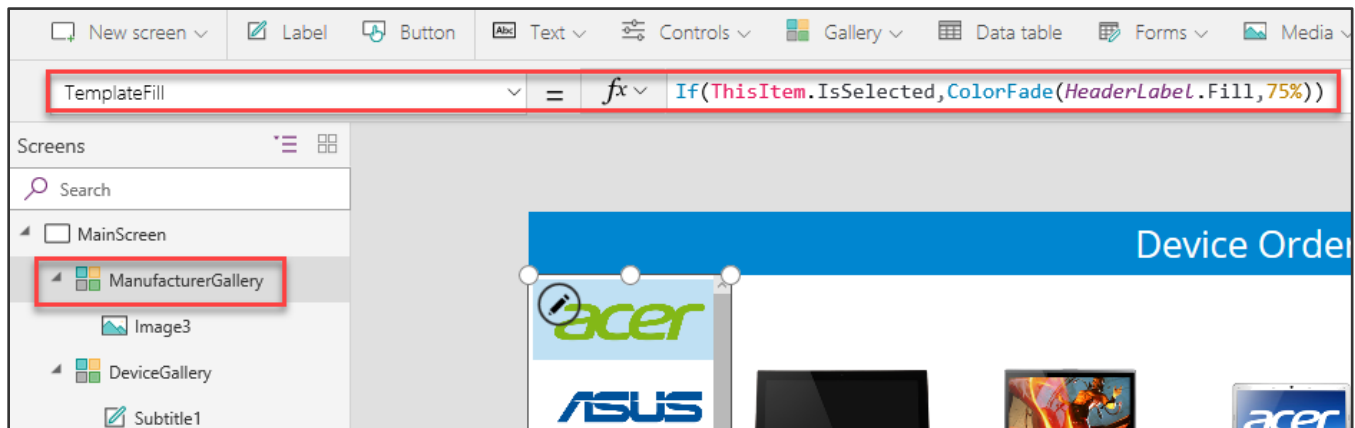 New screen Label Button Abc Text Controls Gallery Data table Forms Media
TemplateFill = fx If(ThisItem.IsSelected,ColorFade(HeaderLabel.Fill,75%))
Screens
Search
MainScreen
ManufacturerGallery
Image3
DeviceGallery
Subtitle1
Device Order
acer
ASUS
acer